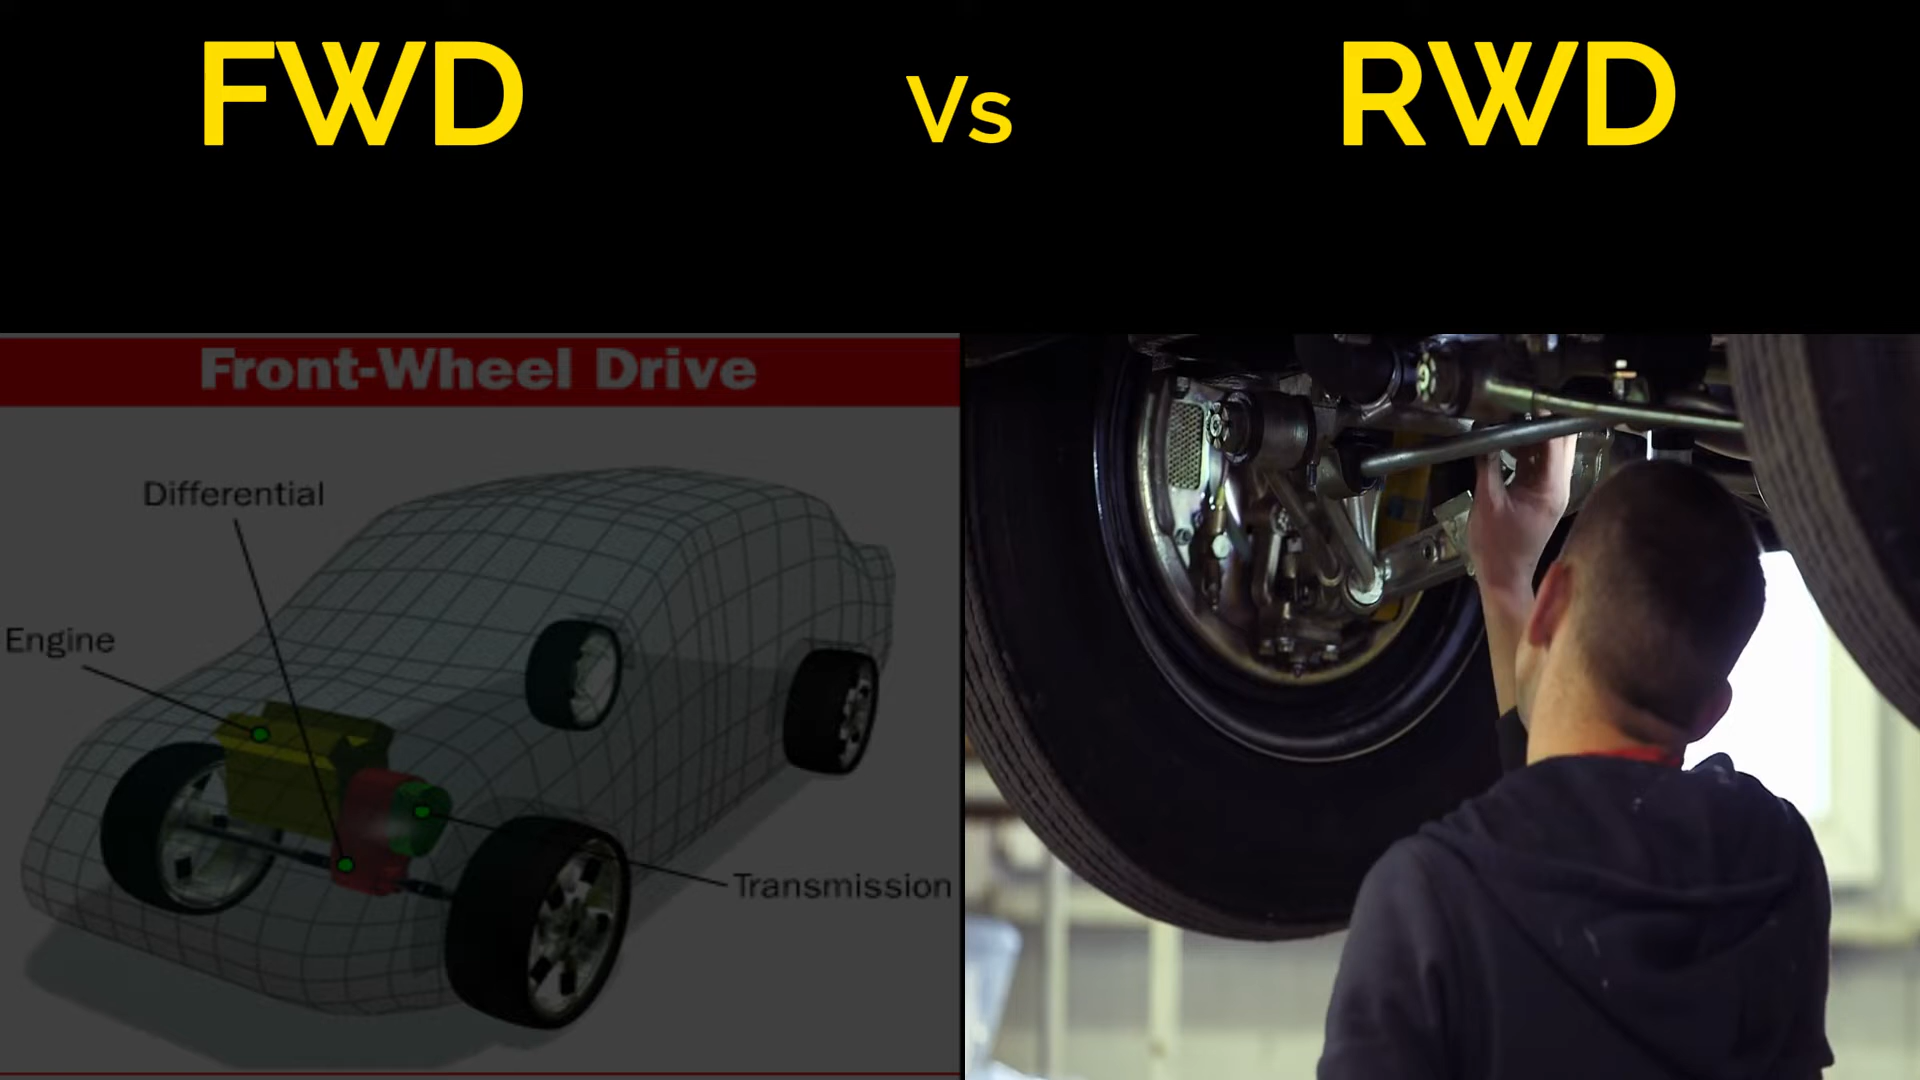 FWD Vs RWD
Front-Wheel Drive
Differential
Engine
Transmission